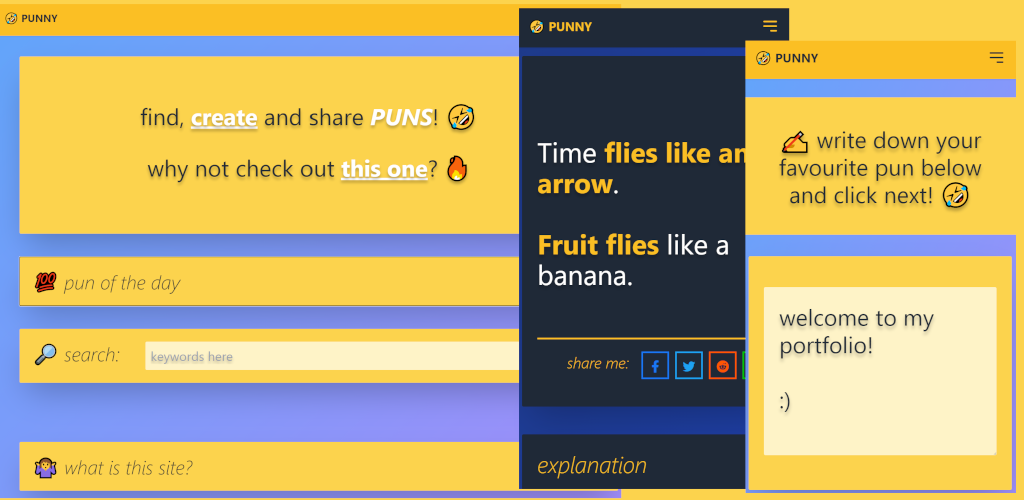 🤣 PUNNY
find, create and share PUNS! 🤣
why not check out this one? 🔥
💯 pun of the day
🔎 search: keywords here
🤷 what is this site?
🤣 PUNNY
Time flies like an
arrow.
Fruit flies like a
banana.
share me:
explanation
🤣 PUNNY
✍ write down your
favourite pun below
and click next! 🤣
welcome to my
portfolio!
:)